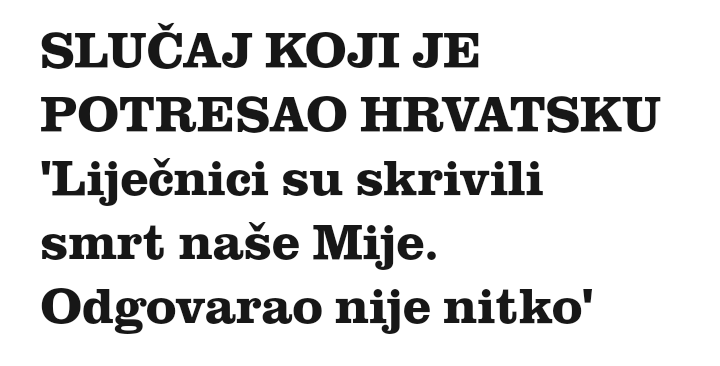 SLUČAJ KOJI JE
POTRESAO HRVATSKU
'Liječnici su skrivili
smrt naše Mije.
Odgovarao nije nitko'